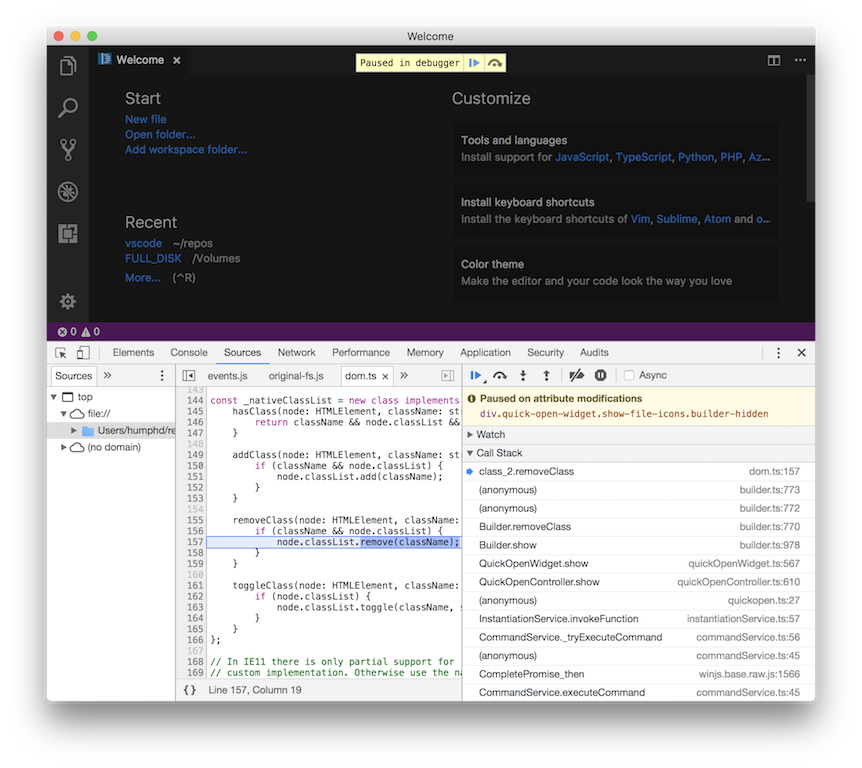 Welcome
Welcome ×
Paused in debugger
Start
New file
Open folder...
Add workspace folder...
Recent
vscode ~/repos
FULL_DISK /Volumes
More... (^R)
Customize
Tools and languages
Install support for JavaScript, TypeScript, Python, PHP, Az...
Install keyboard shortcuts
Install the keyboard shortcuts of Vim, Sublime, Atom and o...
Color theme
Make the editor and your code look the way you love
0 0
Elements Console Sources Network Performance Memory Application Security Audits
Sources »
top
file://
Users/humphd/re
(no domain)
events.js original-fs.js dom.ts × »
143
144 const _nativeClassList = new class implements
145 hasClass(node: HTMLElement, className: st
146 return className && node.classList &&
147 }
148
149 addClass(node: HTMLElement, className: st
150 if (className && node.classList) {
151 node.classList.add(className);
152 }
153 }
154
155 removeClass(node: HTMLElement, className:
156 if (className && node.classList) {
157 node.classList.remove(className);
158 }
159 }
160
161 toggleClass(node: HTMLElement, className:
162 if (node.classList) {
163 node.classList.toggle(className,
164 }
165 }
166 };
167
168 // In IE11 there is only partial support for
169 // custom implementation. Otherwise use the na
{} Line 157, Column 19
Async
Paused on attribute modifications
div.quick-open-widget.show-file-icons.builder-hidden
Watch
Call Stack
class_2.removeClass dom.ts:157
(anonymous) builder.ts:773
(anonymous) builder.ts:772
Builder.removeClass builder.ts:770
Builder.show builder.ts:978
QuickOpenWidget.show quickOpenWidget.ts:567
QuickOpenController.show quickOpenController.ts:610
(anonymous) quickopen.ts:27
InstantiationService.invokeFunction instantiationService.ts:57
CommandService._tryExecuteCommand commandService.ts:56
(anonymous) commandService.ts:45
CompletePromise_then winjs.base.raw.js:1566
CommandService.executeCommand commandService.ts:45